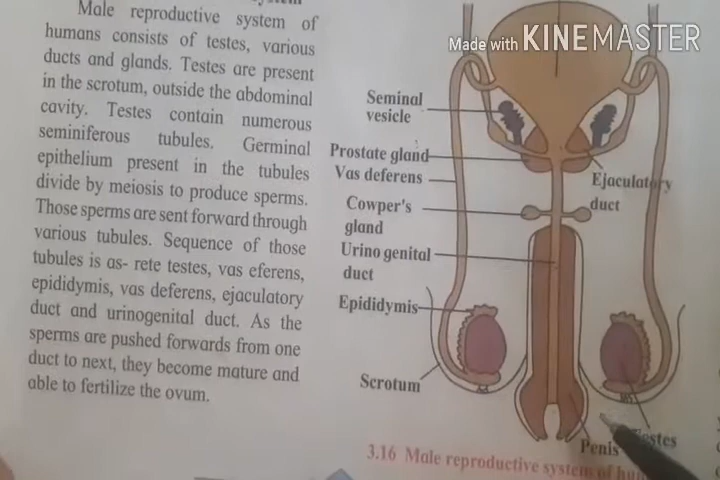 Male reproductive system of
humans consists of testes, various
ducts and glands. Testes are present
in the scrotum, outside the abdominal
cavity. Testes contain numerous
seminiferous tubules. Germinal
epithelium present in the tubules
divide by meiosis to produce sperms.
Those sperms are sent forward through
various tubules. Sequence of those
tubules is as- rete testes, vas eferens,
epididymis, vas deferens, ejaculatory
duct and urinogenital duct. As the
sperms are pushed forwards from one
duct to next, they become mature and
able to fertilize the ovum.
Made with KINEMASTER
Seminal
vesicle
Prostate gland
Vas deferens
Ejaculatory
duct
Cowper's
gland
Urino genital
duct
Epididymis
Scrotum
Testes
Penis
3.16 Male reproductive system of